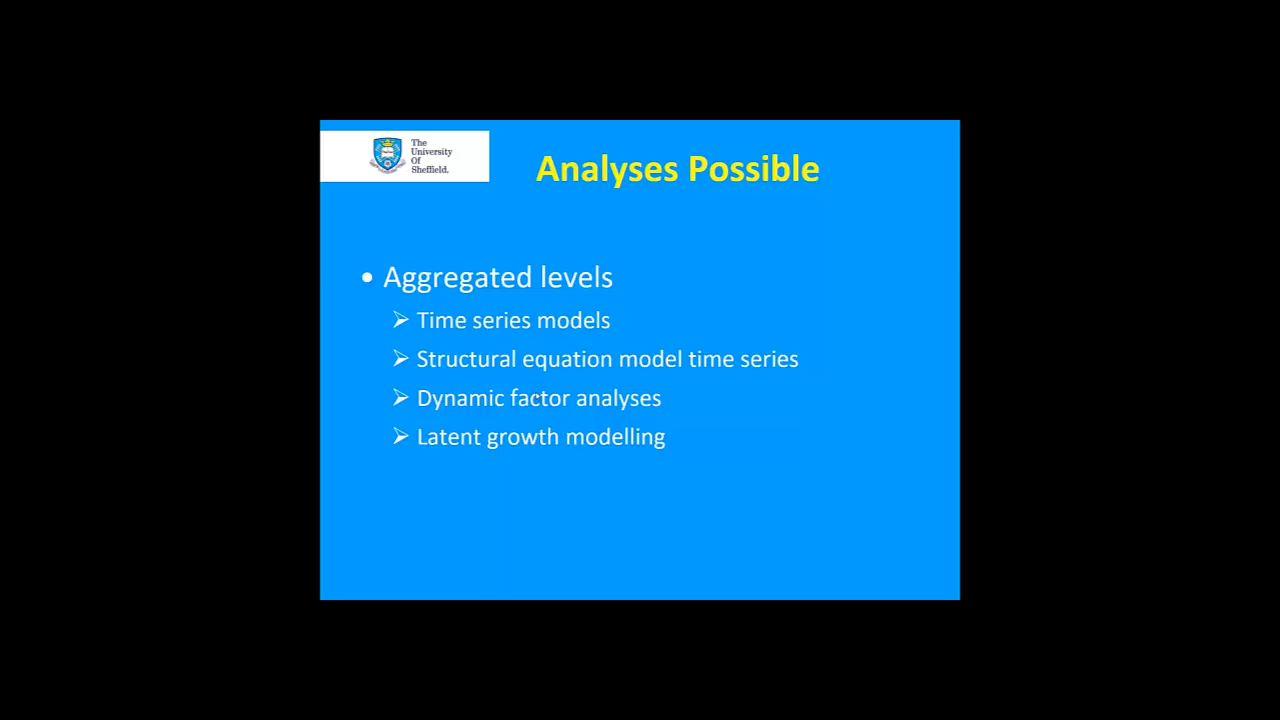 The
University
Of
Sheffield.
Analyses Possible
• Aggregated levels
➢ Time series models
➢ Structural equation model time series
➢ Dynamic factor analyses
➢ Latent growth modelling